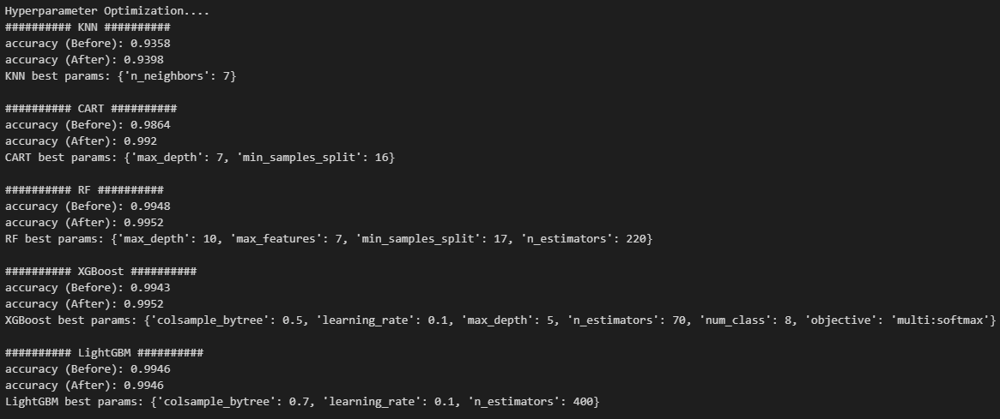 Hyperparameter Optimization....
########## KNN ##########
accuracy (Before): 0.9358
accuracy (After): 0.9398
KNN best params: {'n_neighbors': 7}
########## CART ##########
accuracy (Before): 0.9864
accuracy (After): 0.992
CART best params: {'max_depth': 7, 'min_samples_split': 16}
########## RF ##########
accuracy (Before): 0.9948
accuracy (After): 0.9952
RF best params: {'max_depth': 10, 'max_features': 7, 'min_samples_split': 17, 'n_estimators': 220}
########## XGBoost ##########
accuracy (Before): 0.9943
accuracy (After): 0.9952
XGBoost best params: {'colsample_bytree': 0.5, 'learning_rate': 0.1, 'max_depth': 5, 'n_estimators': 70, 'num_class': 8, 'objective': 'multi:softmax'}
########## LightGBM ##########
accuracy (Before): 0.9946
accuracy (After): 0.9946
LightGBM best params: {'colsample_bytree': 0.7, 'learning_rate': 0.1, 'n_estimators': 400}